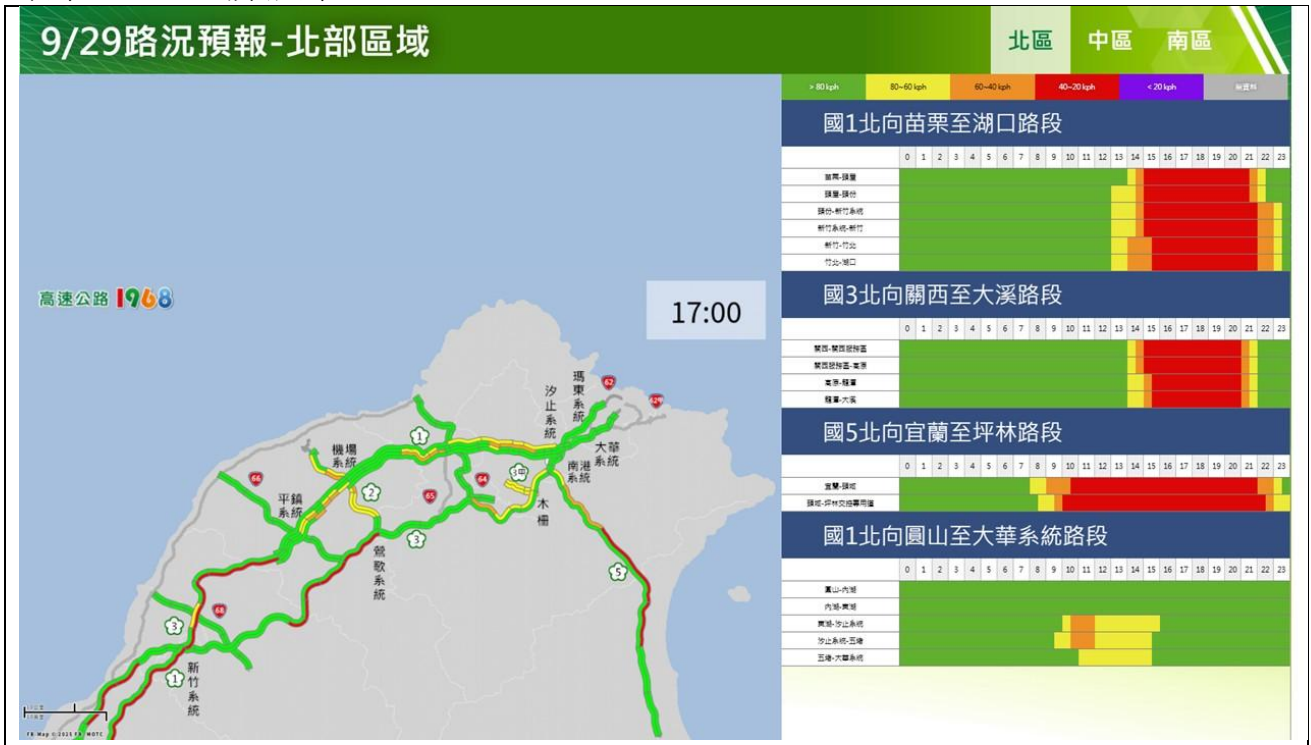 9/29路況預報-北部區域
北區 中區 南區
> 80 kph 80~60 kph 60~40 kph 40~20 kph < 20 kph 無資料
國1北向苗栗至湖口路段
0 1 2 3 4 5 6 7 8 9 10 11 12 13 14 15 16 17 18 19 20 21 22 23
苗栗-頭屋
頭屋-頭份
頭份-新竹系統
新竹系統-新竹
新竹-竹北
竹北-湖口
國3北向關西至大溪路段
0 1 2 3 4 5 6 7 8 9 10 11 12 13 14 15 16 17 18 19 20 21 22 23
關西-關西服務區
關西服務區-高原
高原-龍潭
龍潭-大溪
國5北向宜蘭至坪林路段
0 1 2 3 4 5 6 7 8 9 10 11 12 13 14 15 16 17 18 19 20 21 22 23
宜蘭-頭城
頭城-坪林交控專用道
國1北向圓山至大華系統路段
0 1 2 3 4 5 6 7 8 9 10 11 12 13 14 15 16 17 18 19 20 21 22 23
圓山-內湖
內湖-東湖
東湖-汐止系統
汐止系統-五堵
五堵-大華系統
高速公路1968
17:00
瑪東系統
62
汐止系統
大華系統
南港系統
1
機場系統
3甲
64
66
2
65
平鎮系統
木柵
3
鶯歌系統
5
68
3
新竹系統
1